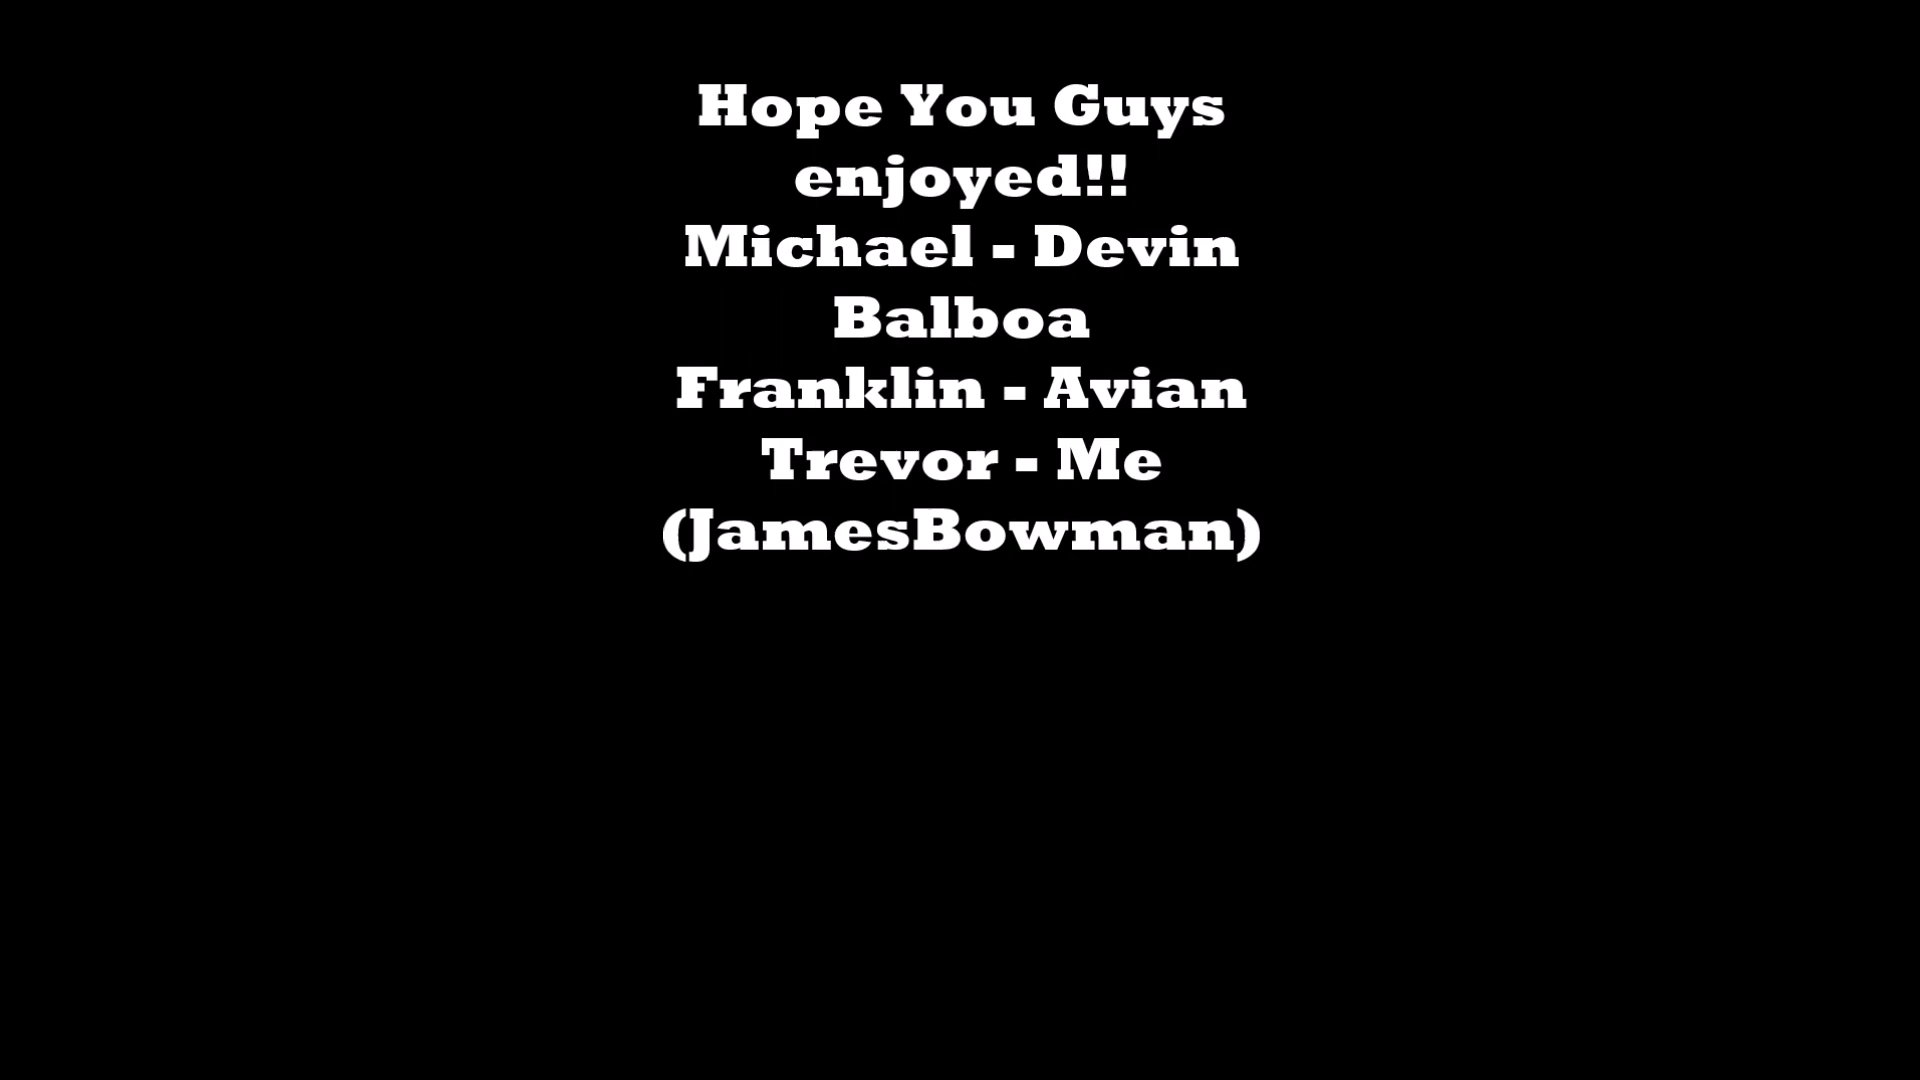 Hope You Guys
enjoyed!!
Michael - Devin
Balboa
Franklin - Avian
Trevor - Me
(JamesBowman)